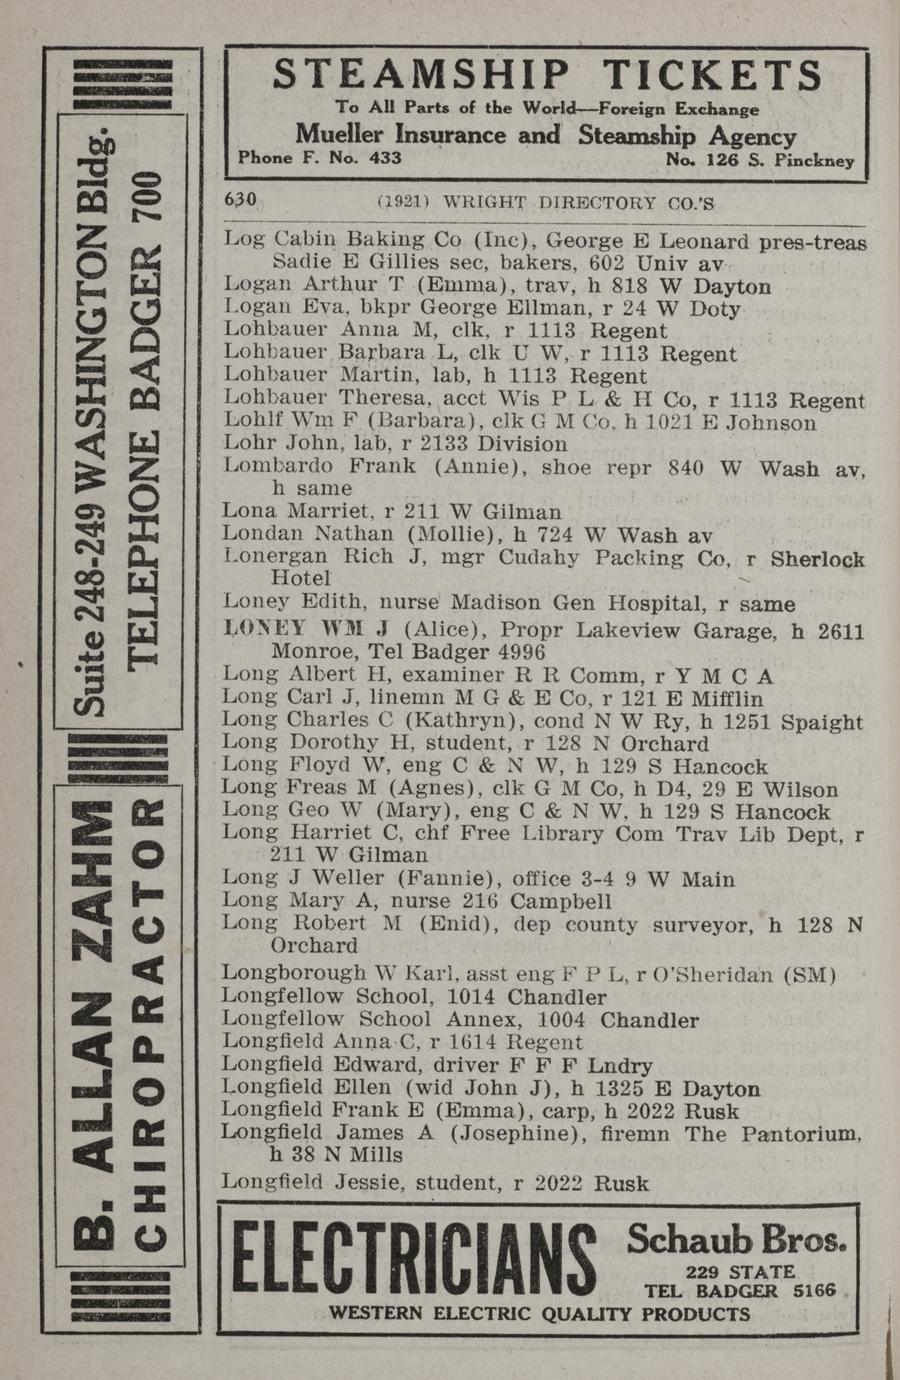 STEAMSHIP TICKETS
To All Parts of the World—Foreign Exchange
Mueller Insurance and Steamship Agency
Phone F. No. 433 No. 126 S. Pinckney
630 (1921) WRIGHT DIRECTORY CO.'S
Log Cabin Baking Co (Inc), George E Leonard pres-treas
Sadie E Gillies sec, bakers, 602 Univ av
Logan Arthur T (Emma), trav, h 818 W Dayton
Logan Eva, bkpr George Ellman, r 24 W Doty
Lohbauer Anna M, clk, r 1113 Regent
Lohbauer Barbara L, clk U W, r 1113 Regent
Lohbauer Martin, lab, h 1113 Regent
Lohbauer Theresa, acct Wis P L & H Co, r 1113 Regent
Lohlf Wm F (Barbara), clk G M Co, h 1021 E Johnson
Lohr John, lab, r 2133 Division
Lombardo Frank (Annie), shoe repr 840 W Wash av,
h same
Lona Marriet, r 211 W Gilman
Londan Nathan (Mollie), h 724 W Wash av
Lonergan Rich J, mgr Cudahy Packing Co, r Sherlock
Hotel
Loney Edith, nurse Madison Gen Hospital, r same
LONEY WM J (Alice), Propr Lakeview Garage, h 2611
Monroe, Tel Badger 4996
Long Albert H, examiner R R Comm, r Y M C A
Long Carl J, linemn M G & E Co, r 121 E Mifflin
Long Charles C (Kathryn), cond N W Ry, h 1251 Spaight
Long Dorothy H, student, r 128 N Orchard
Long Floyd W, eng C & N W, h 129 S Hancock
Long Freas M (Agnes), clk G M Co, h D4, 29 E Wilson
Long Geo W (Mary), eng C & N W, h 129 S Hancock
Long Harriet C, chf Free Library Com Trav Lib Dept, r
211 W Gilman
Long J Weller (Fannie), office 3-4 9 W Main
Long Mary A, nurse 216 Campbell
Long Robert M (Enid), dep county surveyor, h 128 N
Orchard
Longborough W Karl, asst eng F P L, r O'Sheridan (SM)
Longfellow School, 1014 Chandler
Longfellow School Annex, 1004 Chandler
Longfield Anna C, r 1614 Regent
Longfield Edward, driver F F F Lndry
Longfield Ellen (wid John J), h 1325 E Dayton
Longfield Frank E (Emma), carp, h 2022 Rusk
Longfield James A (Josephine), firemn The Pantorium,
h 38 N Mills
Longfield Jessie, student, r 2022 Rusk
ELECTRICIANS
Schaub Bros.
229 STATE
TEL BADGER 5166
WESTERN ELECTRIC QUALITY PRODUCTS
B. ALLAN ZAHM
CHIROPRACTOR
Suite 248-249 WASHINGTON Bldg.
TELEPHONE BADGER 700